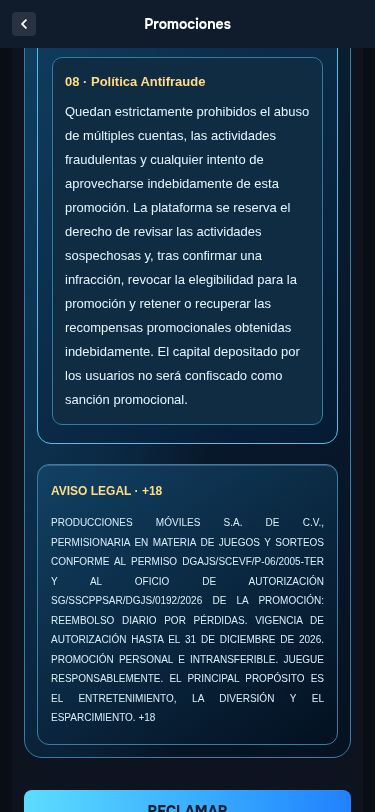 Promociones
08 · Política Antifraude
Quedan estrictamente prohibidos el abuso
de múltiples cuentas, las actividades
fraudulentas y cualquier intento de
aprovecharse indebidamente de esta
promoción. La plataforma se reserva el
derecho de revisar las actividades
sospechosas y, tras confirmar una
infracción, revocar la elegibilidad para la
promoción y retener o recuperar las
recompensas promocionales obtenidas
indebidamente. El capital depositado por
los usuarios no será confiscado como
sanción promocional.
AVISO LEGAL · +18
PRODUCCIONES MÓVILES S.A. DE C.V.,
PERMISIONARIA EN MATERIA DE JUEGOS Y SORTEOS
CONFORME AL PERMISO DGAJS/SCEVF/P-06/2005-TER
Y AL OFICIO DE AUTORIZACIÓN
SG/SSCPPSAR/DGJS/0192/2026 DE LA PROMOCIÓN:
REEMBOLSO DIARIO POR PÉRDIDAS. VIGENCIA DE
AUTORIZACIÓN HASTA EL 31 DE DICIEMBRE DE 2026.
PROMOCIÓN PERSONAL E INTRANSFERIBLE. JUEGUE
RESPONSABLEMENTE. EL PRINCIPAL PROPÓSITO ES
EL ENTRETENIMIENTO, LA DIVERSIÓN Y EL
ESPARCIMIENTO. +18
RECLAMAR